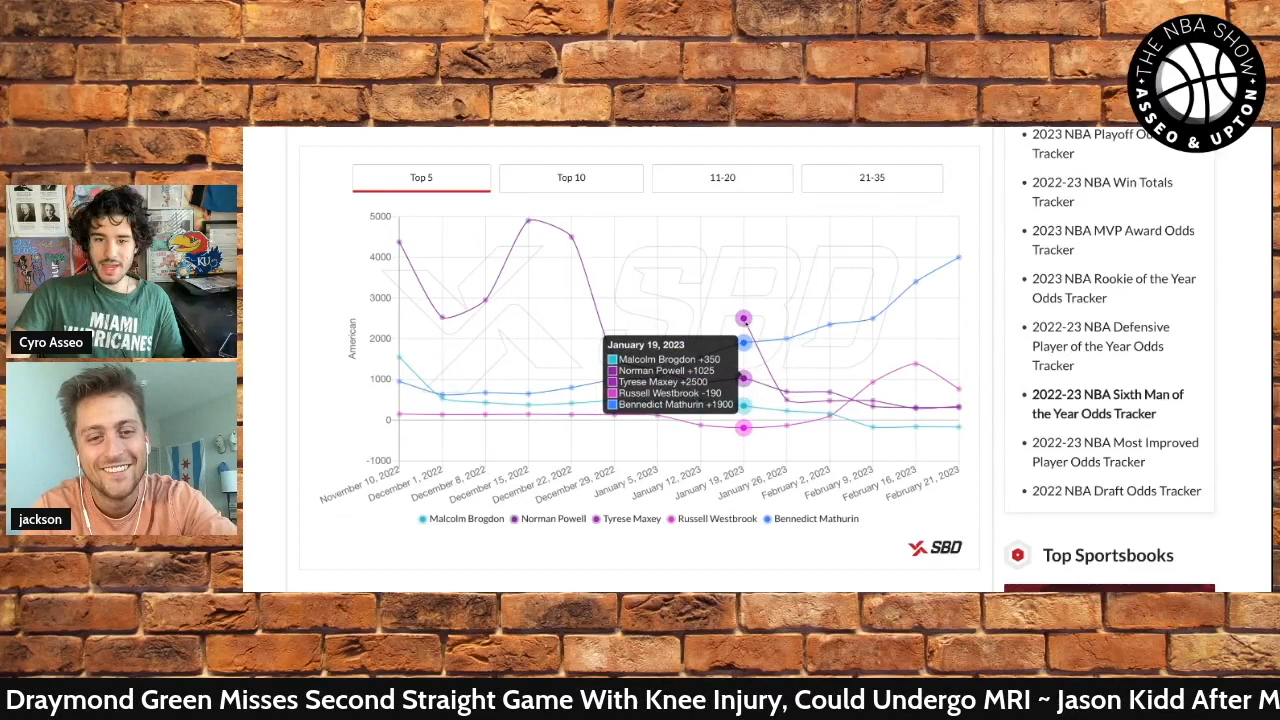 THE NBA SHOW
ASSEO & UPTON
2023 NBA Playoff
Tracker
2022-23 NBA Win Totals
Tracker
2023 NBA MVP Award Odds
Tracker
2023 NBA Rookie of the Year
Odds Tracker
2022-23 NBA Defensive
Player of the Year Odds
Tracker
2022-23 NBA Sixth Man of
the Year Odds Tracker
2022-23 NBA Most Improved
Player Odds Tracker
2022 NBA Draft Odds Tracker
Top Sportsbooks
Top 5
Top 10
11-20
21-35
SBD
American
5000
4000
3000
2000
1000
0
-1000
January 19, 2023
Malcolm Brogdon +350
Norman Powell +1025
Tyrese Maxey +2500
Russell Westbrook -190
Bennedict Mathurin +1900
November 10, 2022
December 1, 2022
December 8, 2022
December 15, 2022
December 22, 2022
December 29, 2022
January 5, 2023
January 12, 2023
January 19, 2023
January 26, 2023
February 2, 2023
February 9, 2023
February 16, 2023
February 21, 2023
Malcolm Brogdon
Norman Powell
Tyrese Maxey
Russell Westbrook
Bennedict Mathurin
SBD
KU
MIAMI
HURRICANES
Cyro Asseo
jackson
Draymond Green Misses Second Straight Game With Knee Injury, Could Undergo MRI ~ Jason Kidd After M